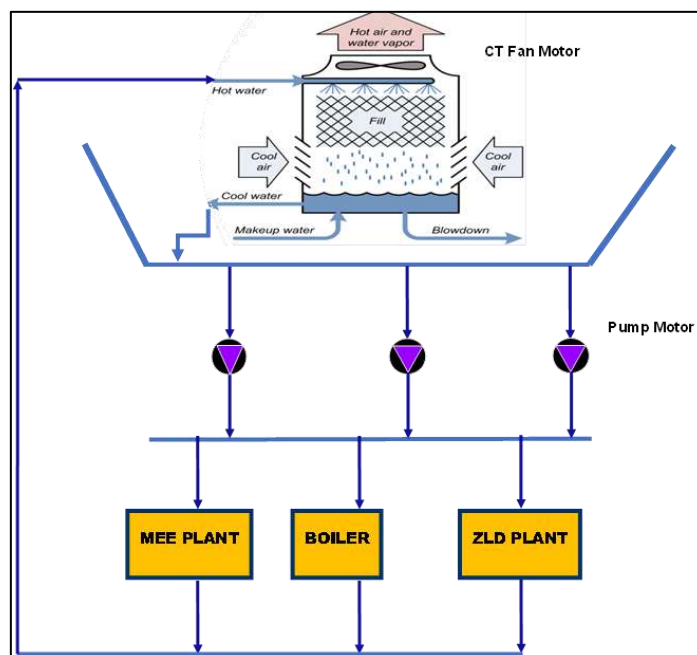 Hot air and
water vapor
CT Fan Motor
Hot water
Fill
Cool
air
Cool
air
Cool water
Makeup water
Blowdown
Pump Motor
MEE PLANT
BOILER
ZLD PLANT